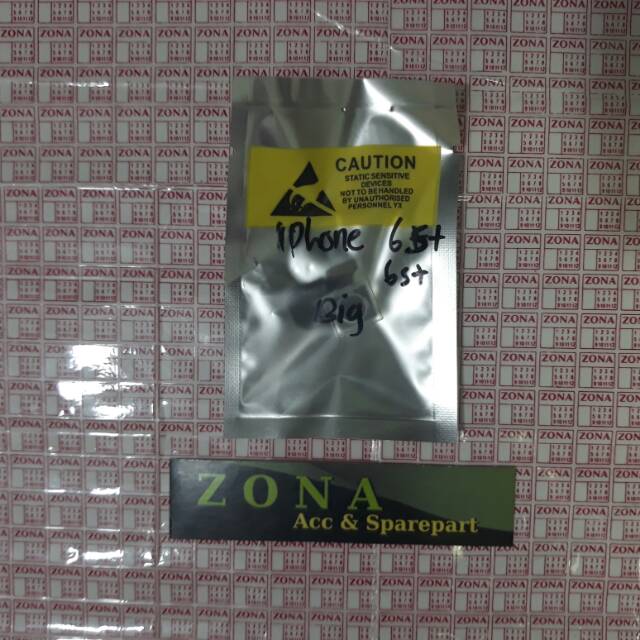 CAUTION
STATIC SENSITIVE
DEVICES
NOT TO BE HANDLED
BY UNAUTHORISED
PERSONNEL YX
iphone 6.5+
6s+
Big
ZONA
Acc & Sparepart